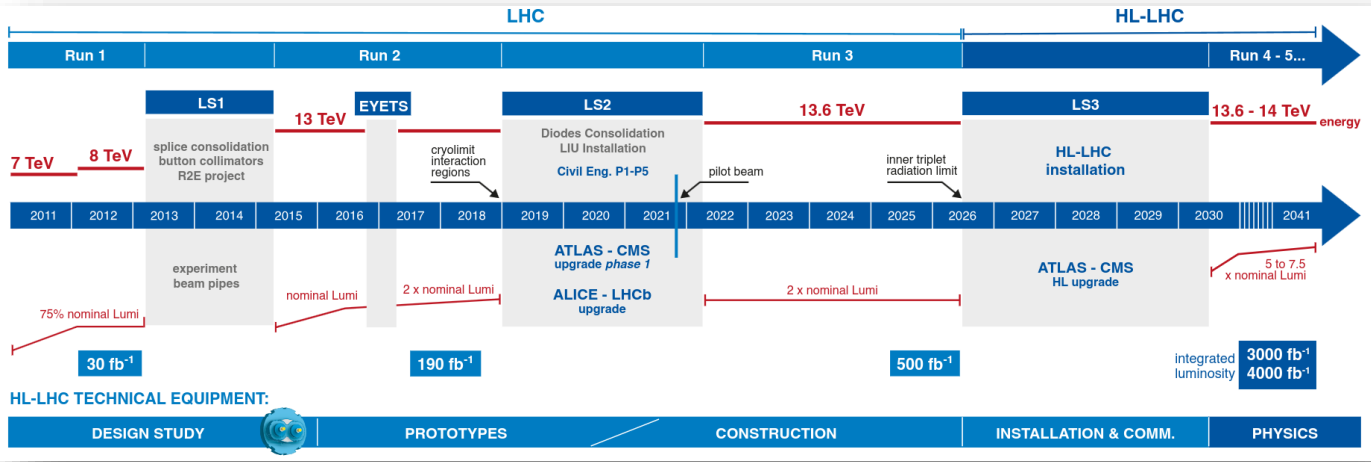 LHC
HL-LHC
Run 1
Run 2
Run 3
Run 4 - 5...
LS1
EYETS
LS2
LS3
7 TeV
8 TeV
13 TeV
13.6 TeV
13.6 - 14 TeV
energy
splice consolidation
button collimators
R2E project
cryolimit
interaction
regions
Diodes Consolidation
LIU Installation
Civil Eng. P1-P5
pilot beam
inner triplet
radiation limit
HL-LHC
installation
2011
2012
2013
2014
2015
2016
2017
2018
2019
2020
2021
2022
2023
2024
2025
2026
2027
2028
2029
2030
2041
experiment
beam pipes
ATLAS - CMS
upgrade phase 1
ALICE - LHCb
upgrade
ATLAS - CMS
HL upgrade
75% nominal Lumi
nominal Lumi
2 x nominal Lumi
2 x nominal Lumi
5 to 7.5
x nominal Lumi
30 fb⁻¹
190 fb⁻¹
500 fb⁻¹
integrated
luminosity
3000 fb⁻¹
4000 fb⁻¹
HL-LHC TECHNICAL EQUIPMENT:
DESIGN STUDY
PROTOTYPES
CONSTRUCTION
INSTALLATION & COMM.
PHYSICS